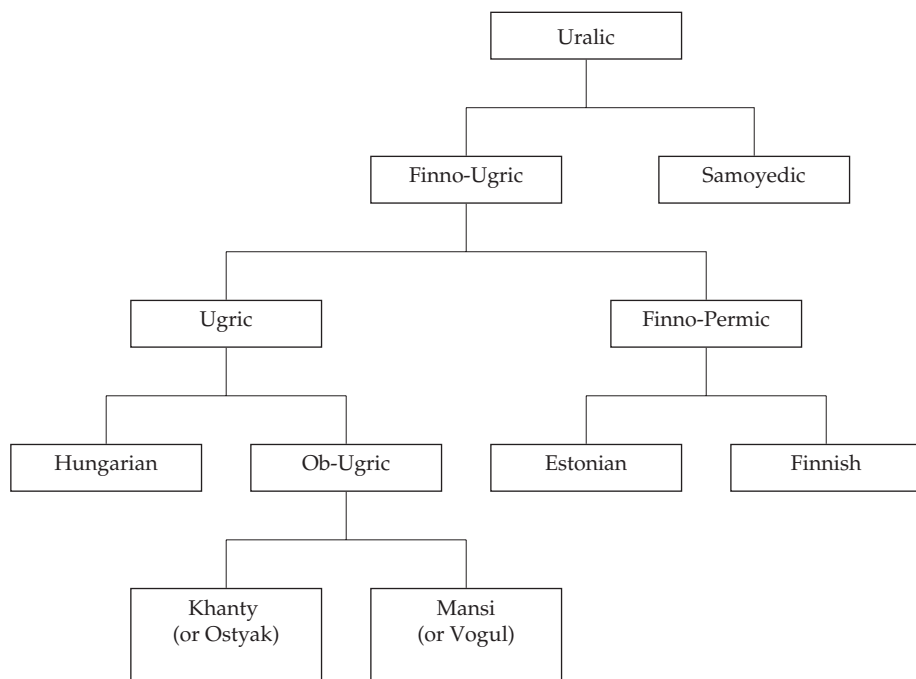 Uralic
Finno-Ugric
Samoyedic
Ugric
Finno-Permic
Hungarian
Ob-Ugric
Estonian
Finnish
Khanty
(or Ostyak)
Mansi
(or Vogul)